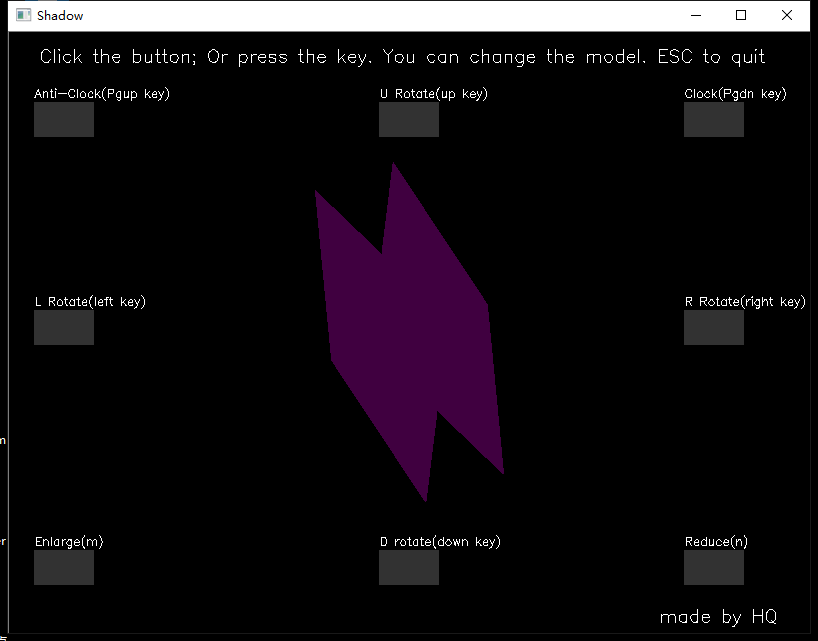 Shadow
Click the button; Or press the key. You can change the model. ESC to quit
Anti-Clock(Pgup key)
U Rotate(up key)
Clock(Pgdn key)
L Rotate(left key)
R Rotate(right key)
Enlarge(m)
D rotate(down key)
Reduce(n)
made by HQ